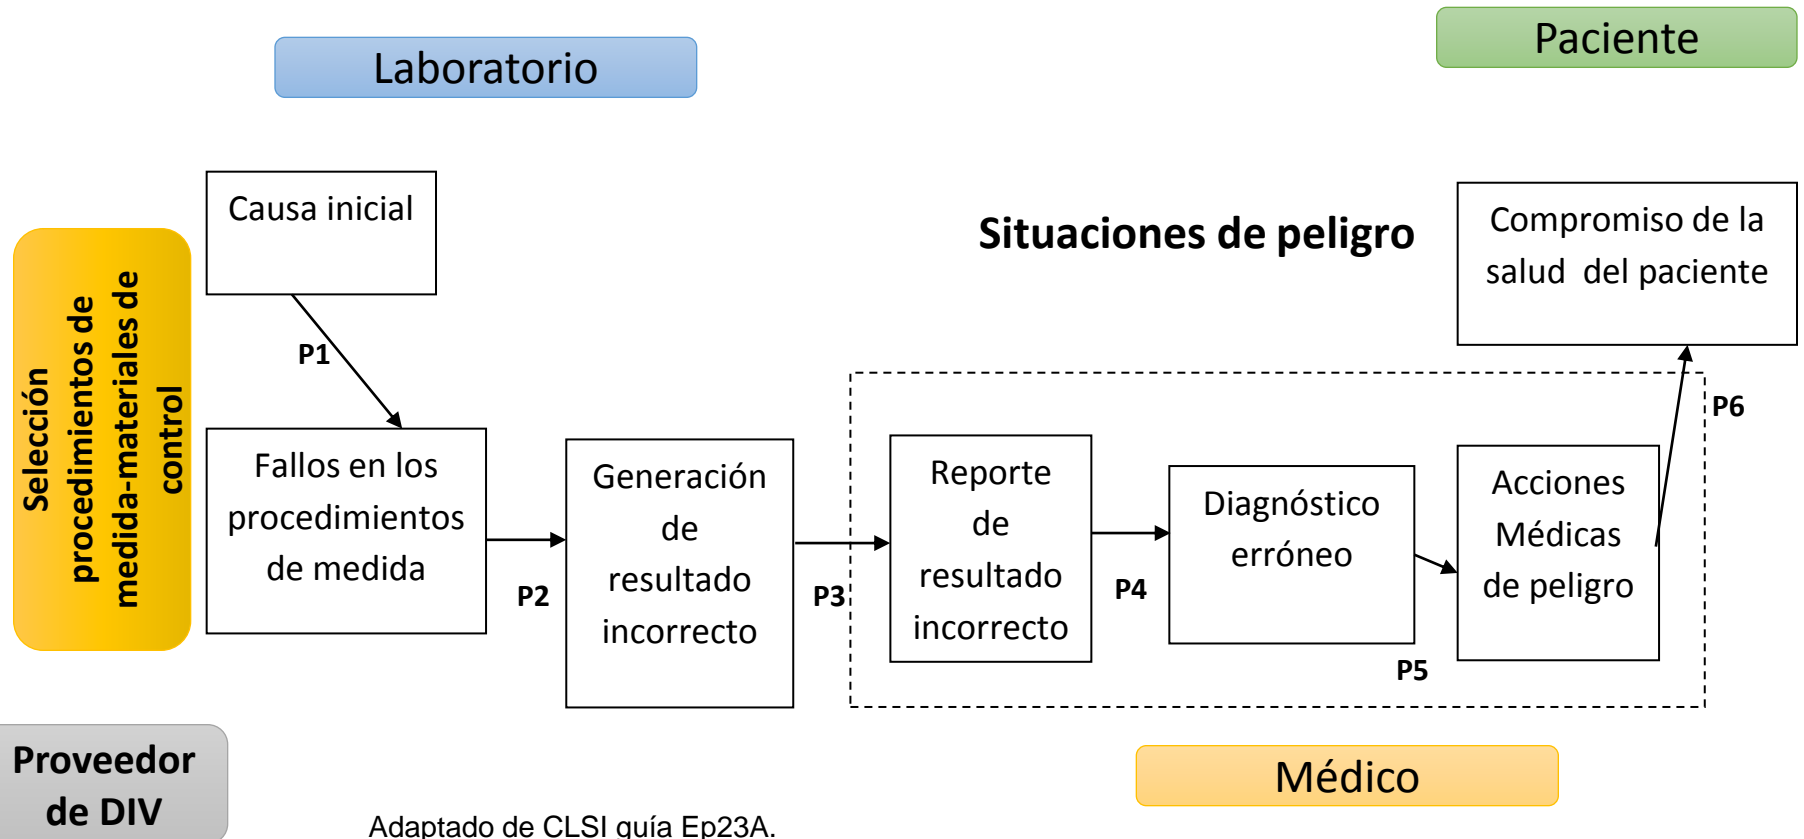 Laboratorio
Paciente
Selección
procedimientos de
medida-materiales de
control
Causa inicial
P1
Situaciones de peligro
Compromiso de la
salud del paciente
Fallos en los
procedimientos
de medida
P2
Generación
de
resultado
incorrecto
P3
Reporte
de
resultado
incorrecto
P4
Diagnóstico
erróneo
P5
Acciones
Médicas
de peligro
P6
Proveedor
de DIV
Médico
Adaptado de CLSI guía Ep23A.